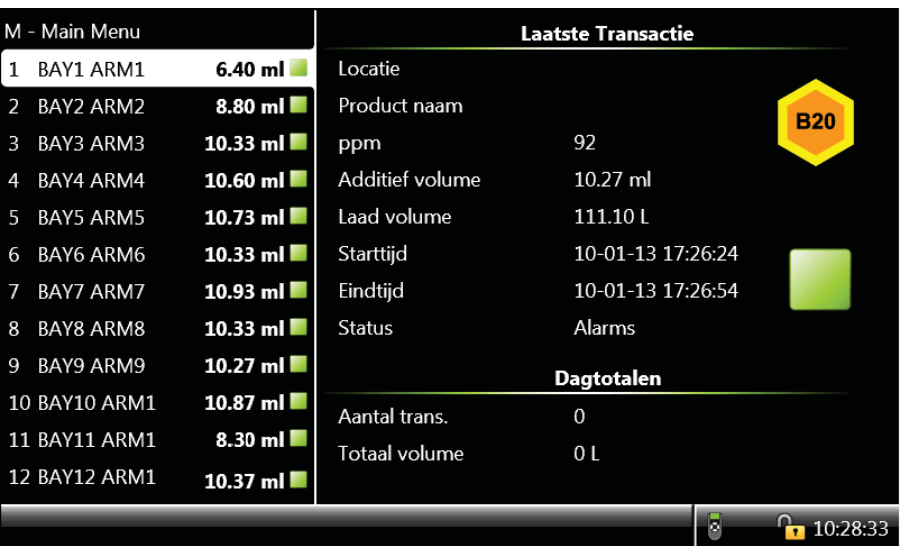 M - Main Menu
1 BAY1 ARM1 6.40 ml
2 BAY2 ARM2 8.80 ml
3 BAY3 ARM3 10.33 ml
4 BAY4 ARM4 10.60 ml
5 BAY5 ARM5 10.73 ml
6 BAY6 ARM6 10.33 ml
7 BAY7 ARM7 10.93 ml
8 BAY8 ARM8 10.33 ml
9 BAY9 ARM9 10.27 ml
10 BAY10 ARM1 10.87 ml
11 BAY11 ARM1 8.30 ml
12 BAY12 ARM1 10.37 ml
Laatste Transactie
Locatie
Product naam
B20
ppm 92
Additief volume 10.27 ml
Laad volume 111.10 L
Starttijd 10-01-13 17:26:24
Eindtijd 10-01-13 17:26:54
Status Alarms
Dagtotalen
Aantal trans. 0
Totaal volume 0 L
10:28:33